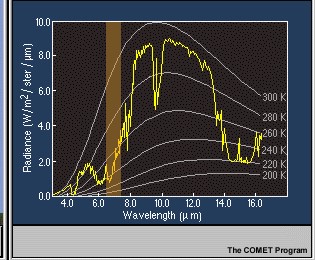 Radiance (W / m2 / ster / μm)
10.0
8.0
6.0
4.0
2.0
0.0
300 K
280 K
260 K
240 K
220 K
200 K
4.0 6.0 8.0 10.0 12.0 14.0 16.0
Wavelength (μ m)
The COMET Program